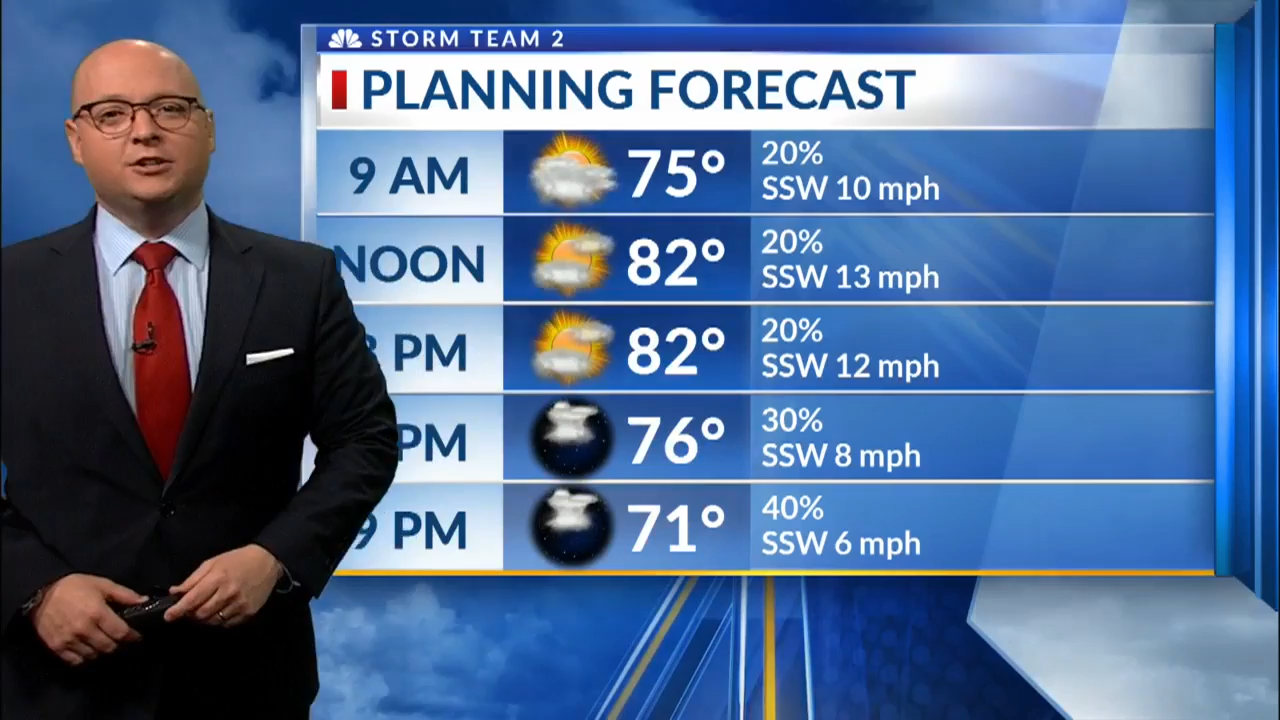 STORM TEAM 2
PLANNING FORECAST
9 AM 75° 20%
SSW 10 mph
NOON 82° 20%
SSW 13 mph
PM 82° 20%
SSW 12 mph
PM 76° 30%
SSW 8 mph
9 PM 71° 40%
SSW 6 mph